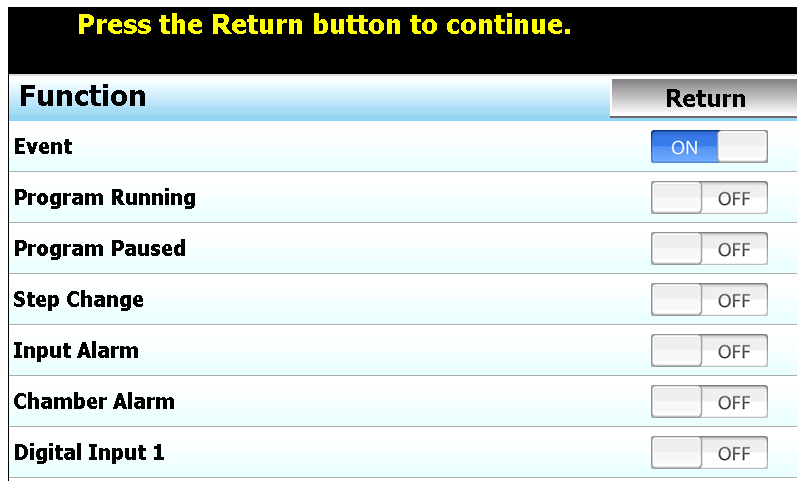 Press the Return button to continue.
Function Return
Event ON
Program Running OFF
Program Paused OFF
Step Change OFF
Input Alarm OFF
Chamber Alarm OFF
Digital Input 1 OFF